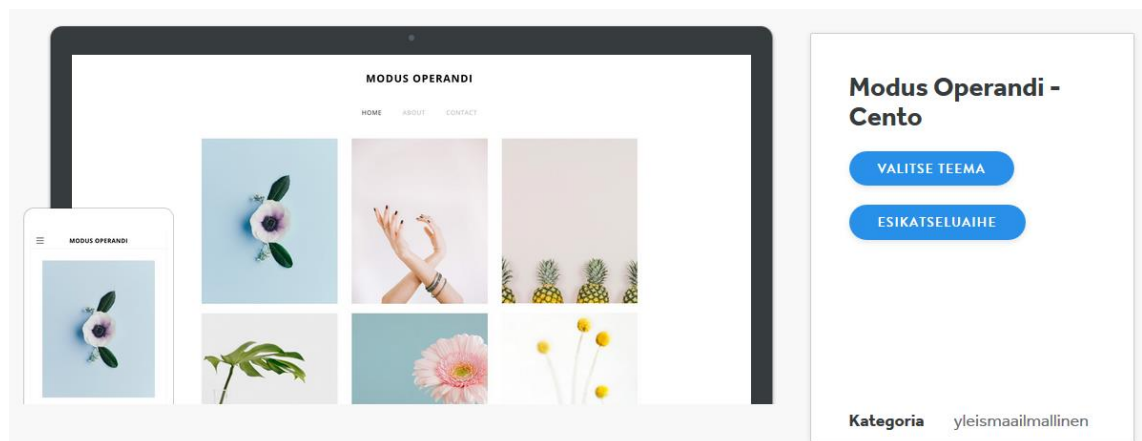 MODUS OPERANDI
HOME ABOUT CONTACT
MODUS OPERANDI
Modus Operandi -
Cento
VALITSE TEEMA
ESIKATSELUAIHE
Kategoria yleismaailmallinen